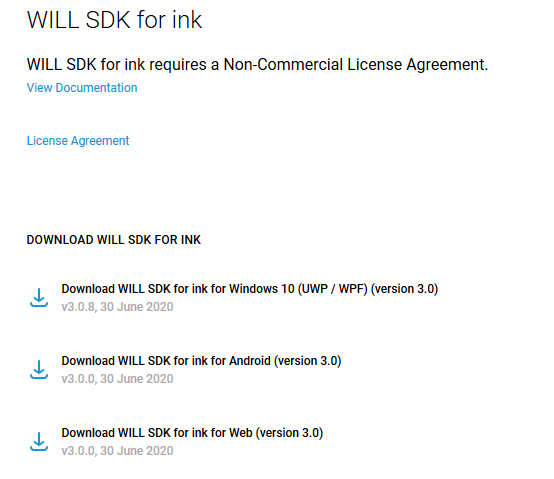 WILL SDK for ink
WILL SDK for ink requires a Non-Commercial License Agreement.
View Documentation
License Agreement
DOWNLOAD WILL SDK FOR INK
Download WILL SDK for ink for Windows 10 (UWP / WPF) (version 3.0)
v3.0.8, 30 June 2020
Download WILL SDK for ink for Android (version 3.0)
v3.0.0, 30 June 2020
Download WILL SDK for ink for Web (version 3.0)
v3.0.0, 30 June 2020